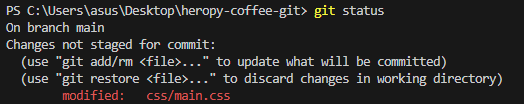 PS C:\Users\asus\Desktop\heropy-coffee-git> git status
On branch main
Changes not staged for commit:
  (use "git add/rm <file>..." to update what will be committed)
  (use "git restore <file>..." to discard changes in working directory)
        modified:   css/main.css